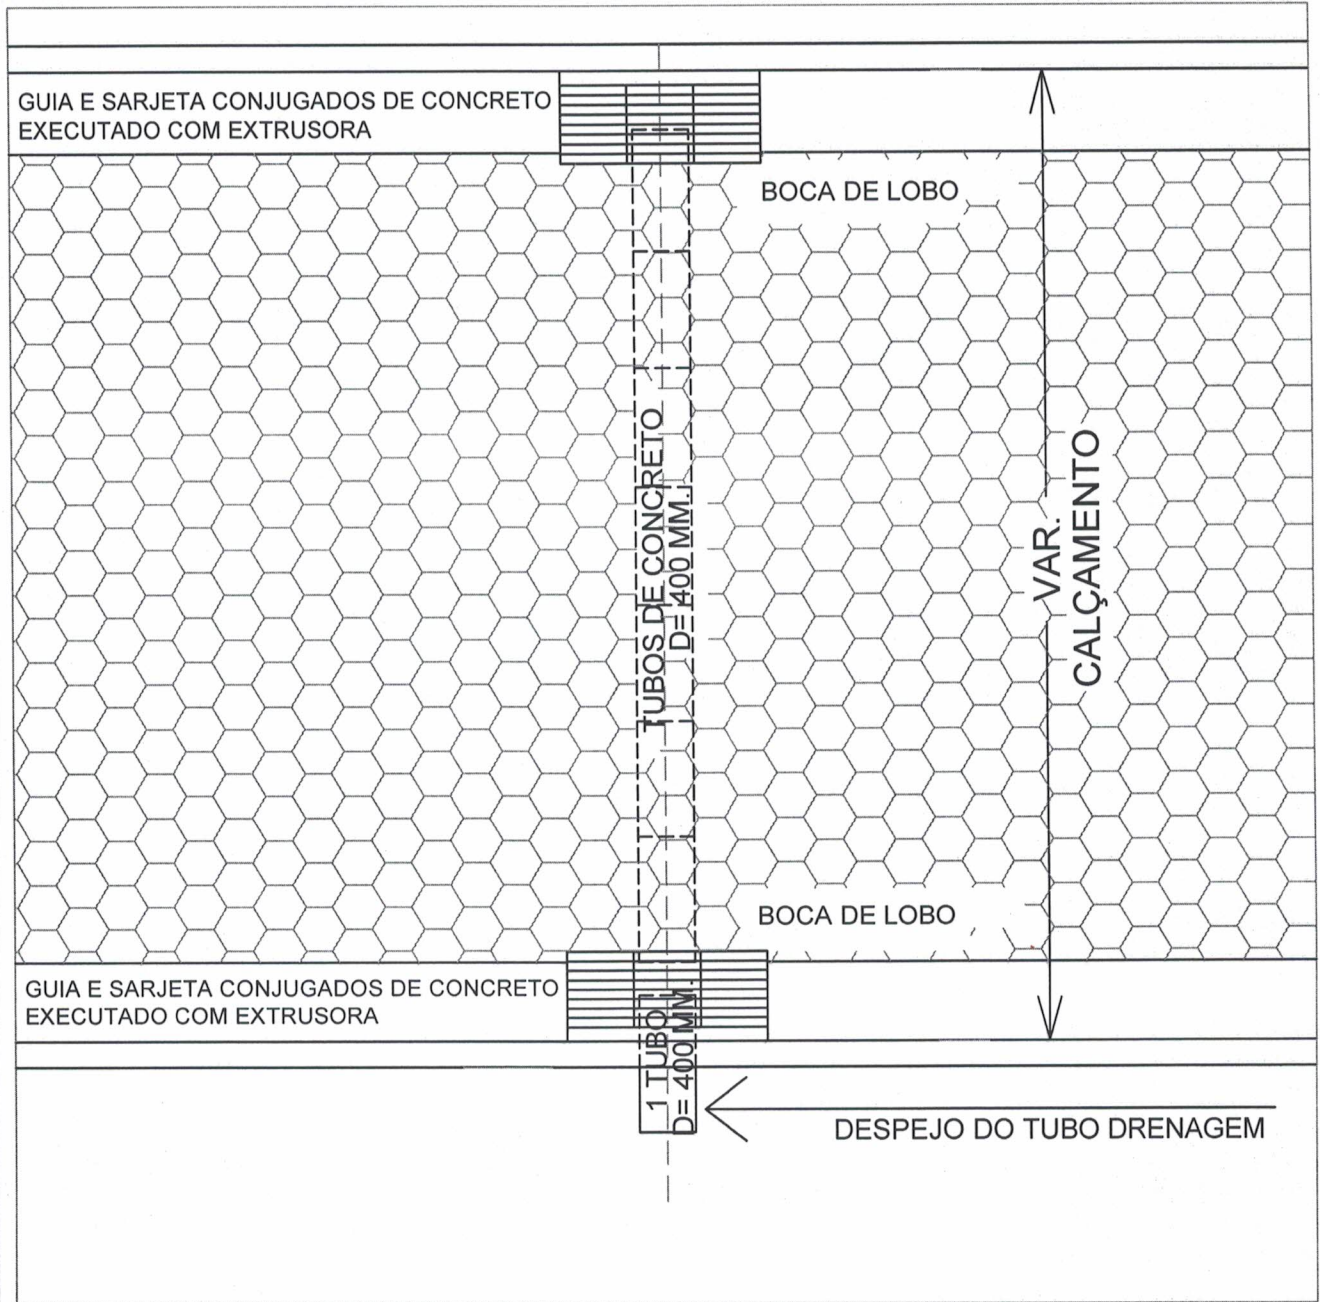 GUIA E SARJETA CONJUGADOS DE CONCRETO
EXECUTADO COM EXTRUSORA
BOCA DE LOBO
TUBOS DE CONCRETO
D= 400 MM.
VAR.
CALÇAMENTO
BOCA DE LOBO
GUIA E SARJETA CONJUGADOS DE CONCRETO
EXECUTADO COM EXTRUSORA
1 TUBO
D= 400 MM.
DESPEJO DO TUBO DRENAGEM